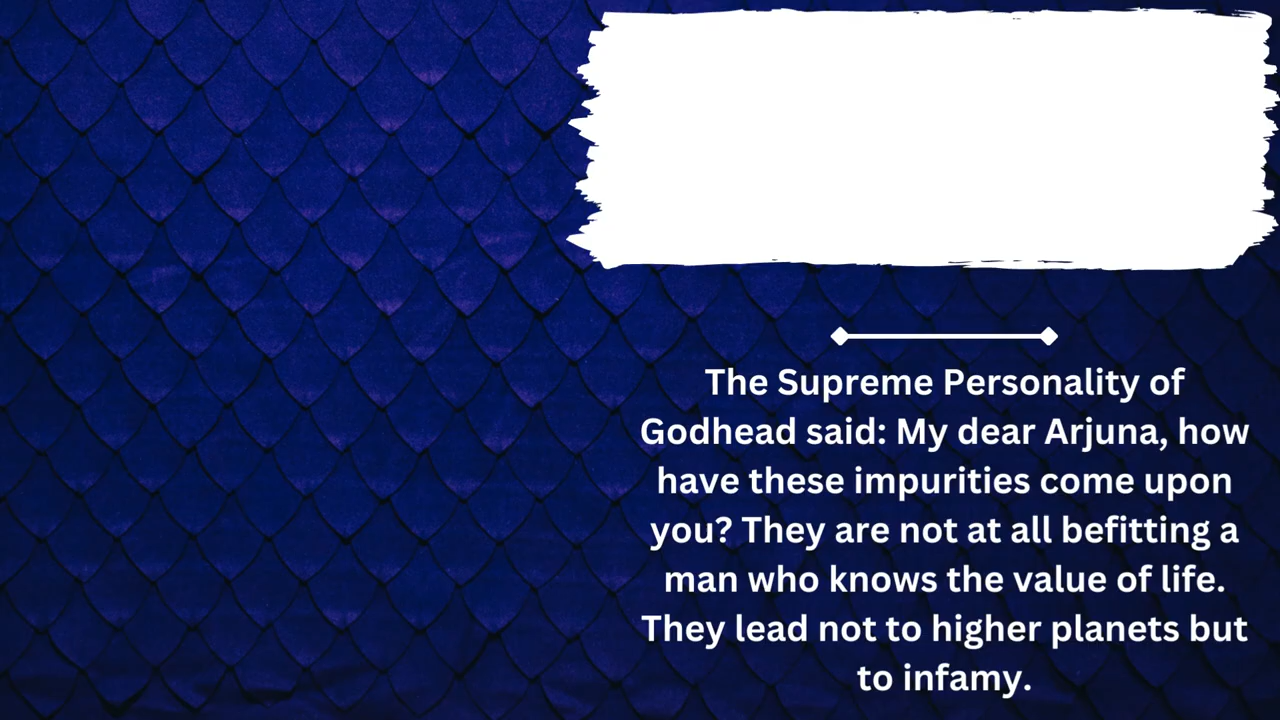 The Supreme Personality of
Godhead said: My dear Arjuna, how
have these impurities come upon
you? They are not at all befitting a
man who knows the value of life.
They lead not to higher planets but
to infamy.